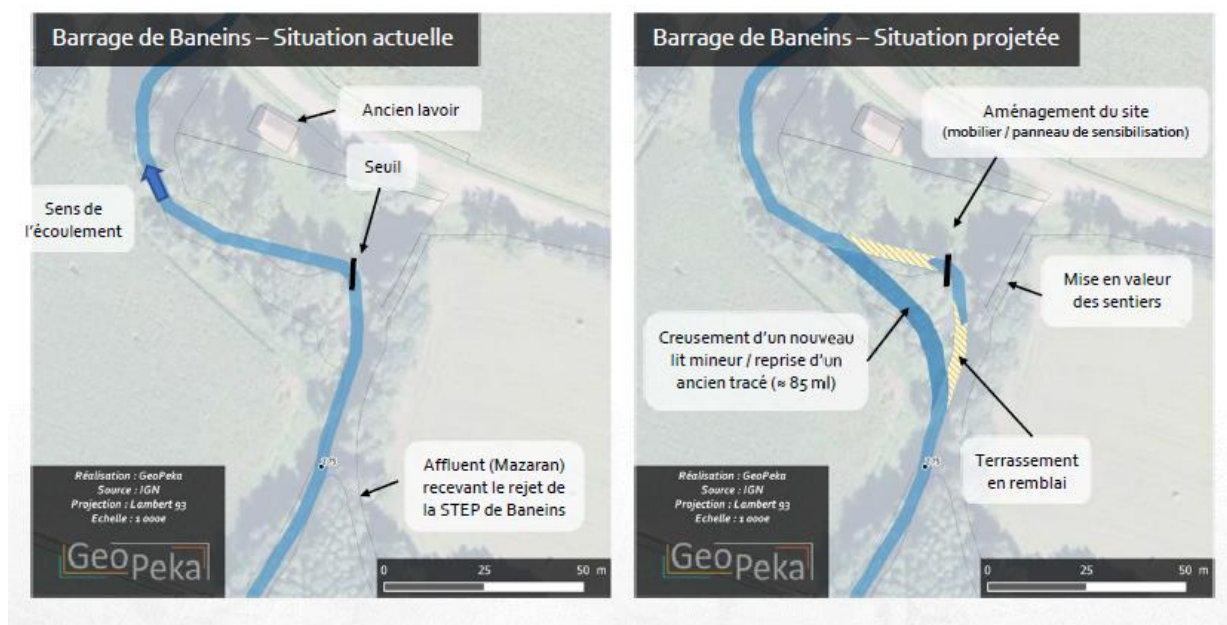 Barrage de Baneins – Situation actuelle
Ancien lavoir
Seuil
Sens de
l'écoulement
Affluent (Mazaran)
recevant le rejet de
la STEP de Baneins
Réalisation : GeoPeka
Source : IGN
Projection : Lambert 93
Echelle : 1 000e
GeoPeka
0 25 50 m
Barrage de Baneins – Situation projetée
Aménagement du site
(mobilier / panneau de sensibilisation)
Mise en valeur
des sentiers
Creusement d'un nouveau
lit mineur / reprise d'un
ancien tracé (≈ 85 ml)
Terrassement
en remblai
Réalisation : GeoPeka
Source : IGN
Projection : Lambert 93
Echelle : 1 000e
GeoPeka
0 25 50 m